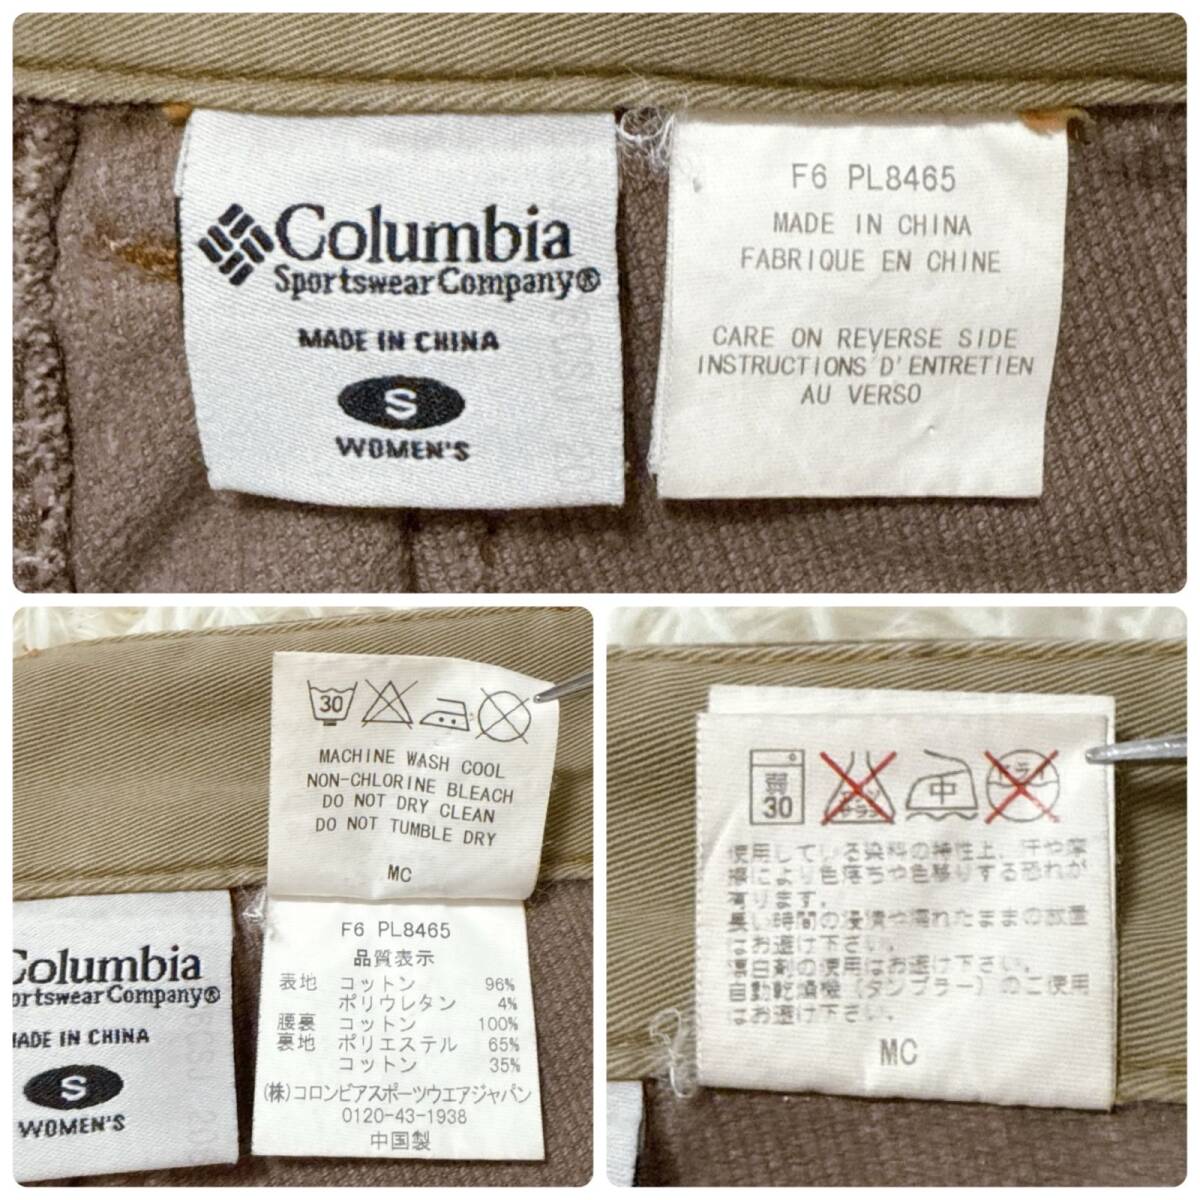 Columbia
Sportswear Company®
MADE IN CHINA
S
WOMEN'S
F6 PL8465
MADE IN CHINA
FABRIQUE EN CHINE
CARE ON REVERSE SIDE
INSTRUCTIONS D'ENTRETIEN
AU VERSO
30
MACHINE WASH COOL
NON-CHLORINE BLEACH
DO NOT DRY CLEAN
DO NOT TUMBLE DRY
MC
F6 PL8465
品質表示
表地 コットン 96%
ポリウレタン 4%
腰裏 コットン 100%
裏地 ポリエステル 65%
コットン 35%
(株)コロンビアスポーツウエアジャパン
0120-43-1938
中国製
Columbia
Sportswear Company®
MADE IN CHINA
S
WOMEN'S
弱
30
エンソ
サラシ
中
ドライ
使用している染料の特性上、汗や摩
擦により色落ちや色移りする恐れが
有ります。
長い時間の浸漬や濡れたままの放置
はお避け下さい。
漂白剤の使用はお避け下さい。
自動乾燥機(タンブラー)のご使用
はお避け下さい。
MC